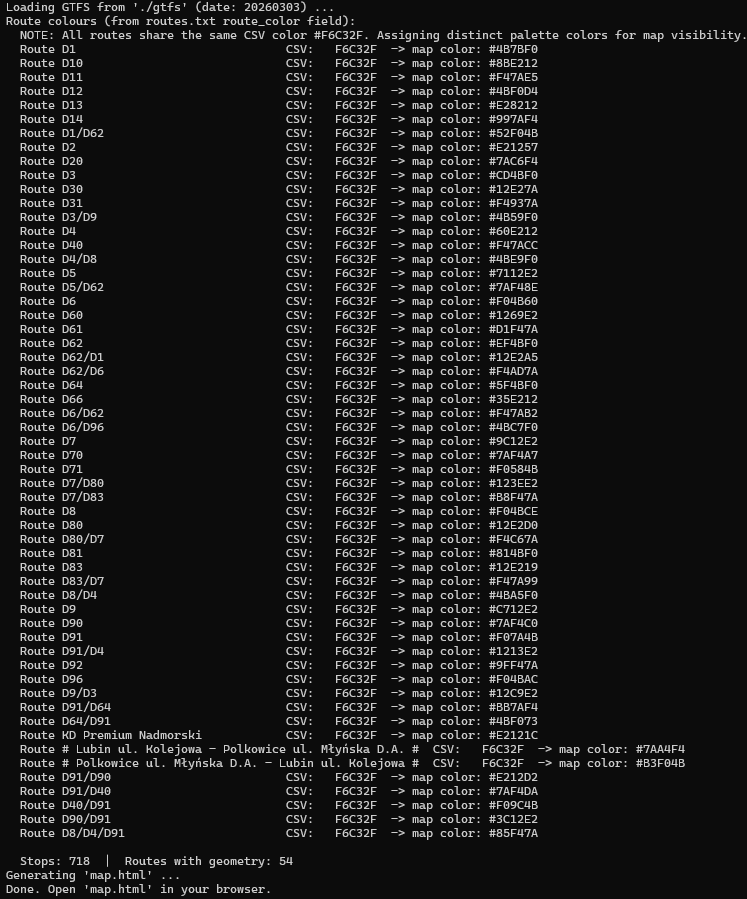 Loading GTFS from './gtfs' (date: 20260303) ...
Route colours (from routes.txt route_color field):
  NOTE: All routes share the same CSV color #F6C32F. Assigning distinct palette colors for map visibility.
  Route D1                              CSV:   F6C32F  -> map color: #4B7BF0
  Route D10                             CSV:   F6C32F  -> map color: #8BE212
  Route D11                             CSV:   F6C32F  -> map color: #F47AE5
  Route D12                             CSV:   F6C32F  -> map color: #4BF0D4
  Route D13                             CSV:   F6C32F  -> map color: #E28212
  Route D14                             CSV:   F6C32F  -> map color: #997AF4
  Route D1/D62                          CSV:   F6C32F  -> map color: #52F04B
  Route D2                              CSV:   F6C32F  -> map color: #E21257
  Route D20                             CSV:   F6C32F  -> map color: #7AC6F4
  Route D3                              CSV:   F6C32F  -> map color: #CD4BF0
  Route D30                             CSV:   F6C32F  -> map color: #12E27A
  Route D31                             CSV:   F6C32F  -> map color: #F4937A
  Route D3/D9                           CSV:   F6C32F  -> map color: #4B59F0
  Route D4                              CSV:   F6C32F  -> map color: #60E212
  Route D40                             CSV:   F6C32F  -> map color: #F47ACC
  Route D4/D8                           CSV:   F6C32F  -> map color: #4BE9F0
  Route D5                              CSV:   F6C32F  -> map color: #7112E2
  Route D5/D62                          CSV:   F6C32F  -> map color: #7AF48E
  Route D6                              CSV:   F6C32F  -> map color: #F04B60
  Route D60                             CSV:   F6C32F  -> map color: #1269E2
  Route D61                             CSV:   F6C32F  -> map color: #D1F47A
  Route D62                             CSV:   F6C32F  -> map color: #EF4BF0
  Route D62/D1                          CSV:   F6C32F  -> map color: #12E2A5
  Route D62/D6                          CSV:   F6C32F  -> map color: #F4AD7A
  Route D64                             CSV:   F6C32F  -> map color: #5F4BF0
  Route D66                             CSV:   F6C32F  -> map color: #35E212
  Route D6/D62                          CSV:   F6C32F  -> map color: #F47AB2
  Route D6/D96                          CSV:   F6C32F  -> map color: #4BC7F0
  Route D7                              CSV:   F6C32F  -> map color: #9C12E2
  Route D70                             CSV:   F6C32F  -> map color: #7AF4A7
  Route D71                             CSV:   F6C32F  -> map color: #F0584B
  Route D7/D80                          CSV:   F6C32F  -> map color: #123EE2
  Route D7/D83                          CSV:   F6C32F  -> map color: #B8F47A
  Route D8                              CSV:   F6C32F  -> map color: #F04BCE
  Route D80                             CSV:   F6C32F  -> map color: #12E2D0
  Route D80/D7                          CSV:   F6C32F  -> map color: #F4C67A
  Route D81                             CSV:   F6C32F  -> map color: #814BF0
  Route D83                             CSV:   F6C32F  -> map color: #12E219
  Route D83/D7                          CSV:   F6C32F  -> map color: #F47A99
  Route D8/D4                           CSV:   F6C32F  -> map color: #4BA5F0
  Route D9                              CSV:   F6C32F  -> map color: #C712E2
  Route D90                             CSV:   F6C32F  -> map color: #7AF4C0
  Route D91                             CSV:   F6C32F  -> map color: #F07A4B
  Route D91/D4                          CSV:   F6C32F  -> map color: #1213E2
  Route D92                             CSV:   F6C32F  -> map color: #9FF47A
  Route D96                             CSV:   F6C32F  -> map color: #F04BAC
  Route D9/D3                           CSV:   F6C32F  -> map color: #12C9E2
  Route D91/D64                         CSV:   F6C32F  -> map color: #BB7AF4
  Route D64/D91                         CSV:   F6C32F  -> map color: #4BF073
  Route KD Premium Nadmorski            CSV:   F6C32F  -> map color: #E2121C
  Route # Lubin ul. Kolejowa – Polkowice ul. Młyńska D.A. #  CSV:   F6C32F  -> map color: #7AA4F4
  Route # Polkowice ul. Młyńska D.A. – Lubin ul. Kolejowa #  CSV:   F6C32F  -> map color: #B3F04B
  Route D91/D90                         CSV:   F6C32F  -> map color: #E212D2
  Route D91/D40                         CSV:   F6C32F  -> map color: #7AF4DA
  Route D40/D91                         CSV:   F6C32F  -> map color: #F09C4B
  Route D90/D91                         CSV:   F6C32F  -> map color: #3C12E2
  Route D8/D4/D91                       CSV:   F6C32F  -> map color: #85F47A

  Stops: 718  |  Routes with geometry: 54
Generating 'map.html' ...
Done. Open 'map.html' in your browser.